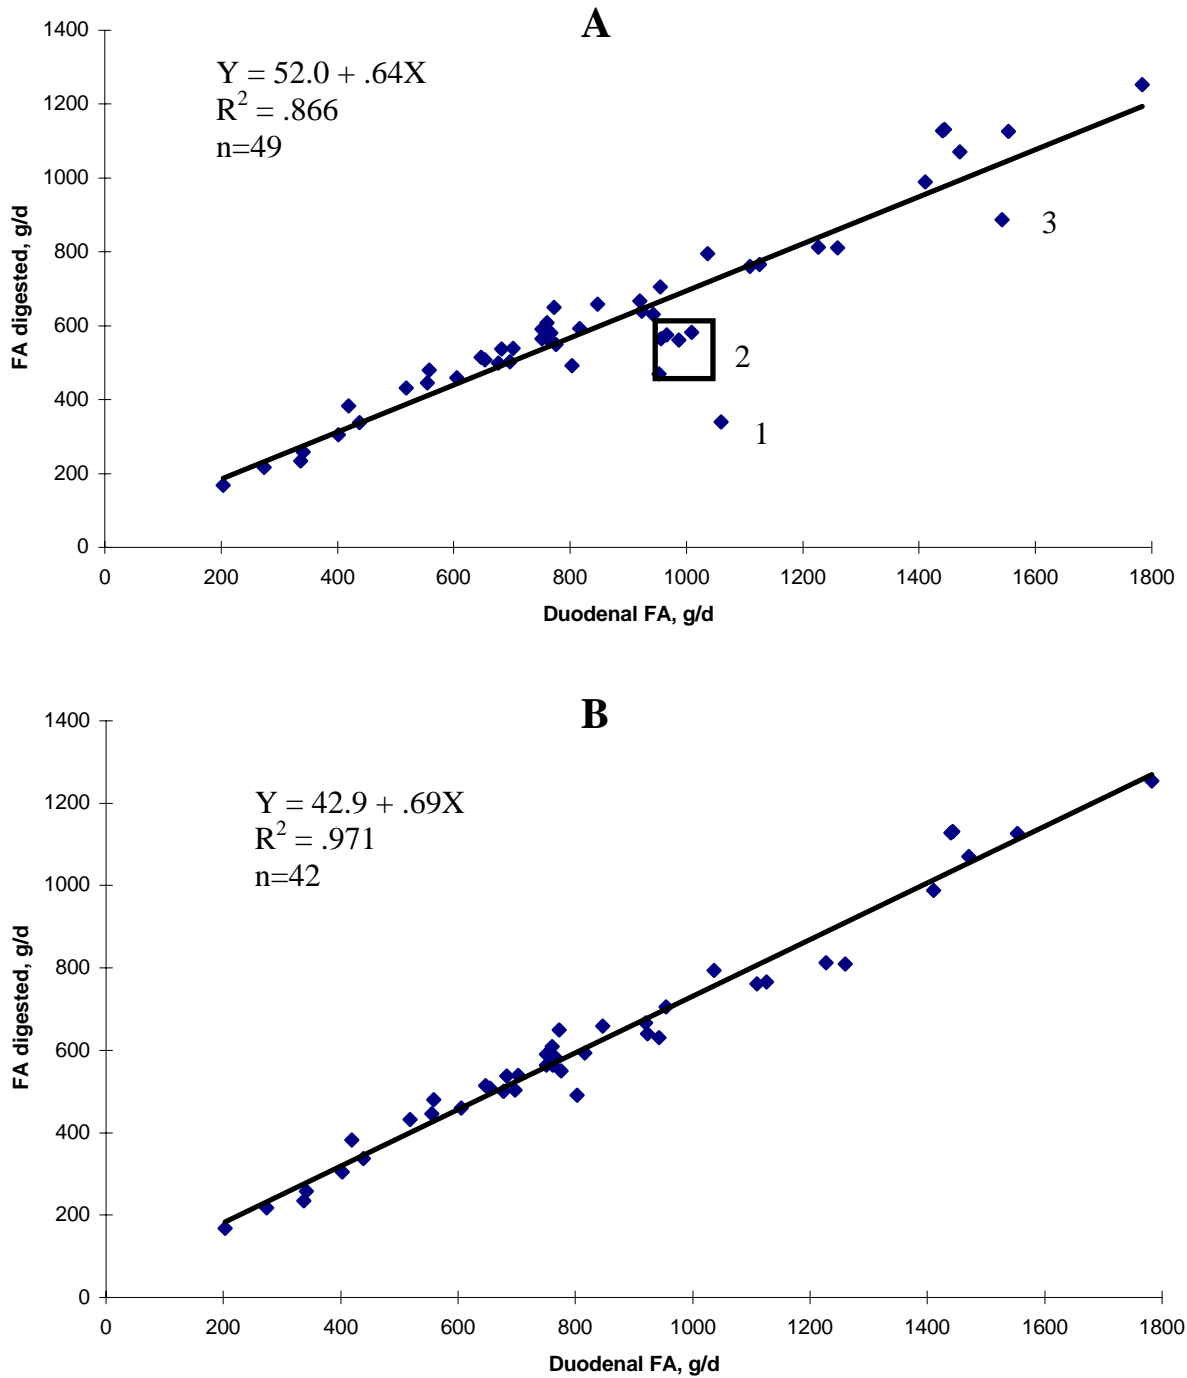 A
Y = 52.0 + .64X
R² = .866
n=49
FA digested, g/d
1400
1200
1000
800
600
400
200
0
3
2
1
0 200 400 600 800 1000 1200 1400 1600 1800
Duodenal FA, g/d
B
Y = 42.9 + .69X
R² = .971
n=42
FA digested, g/d
1400
1200
1000
800
600
400
200
0
0 200 400 600 800 1000 1200 1400 1600 1800
Duodenal FA, g/d